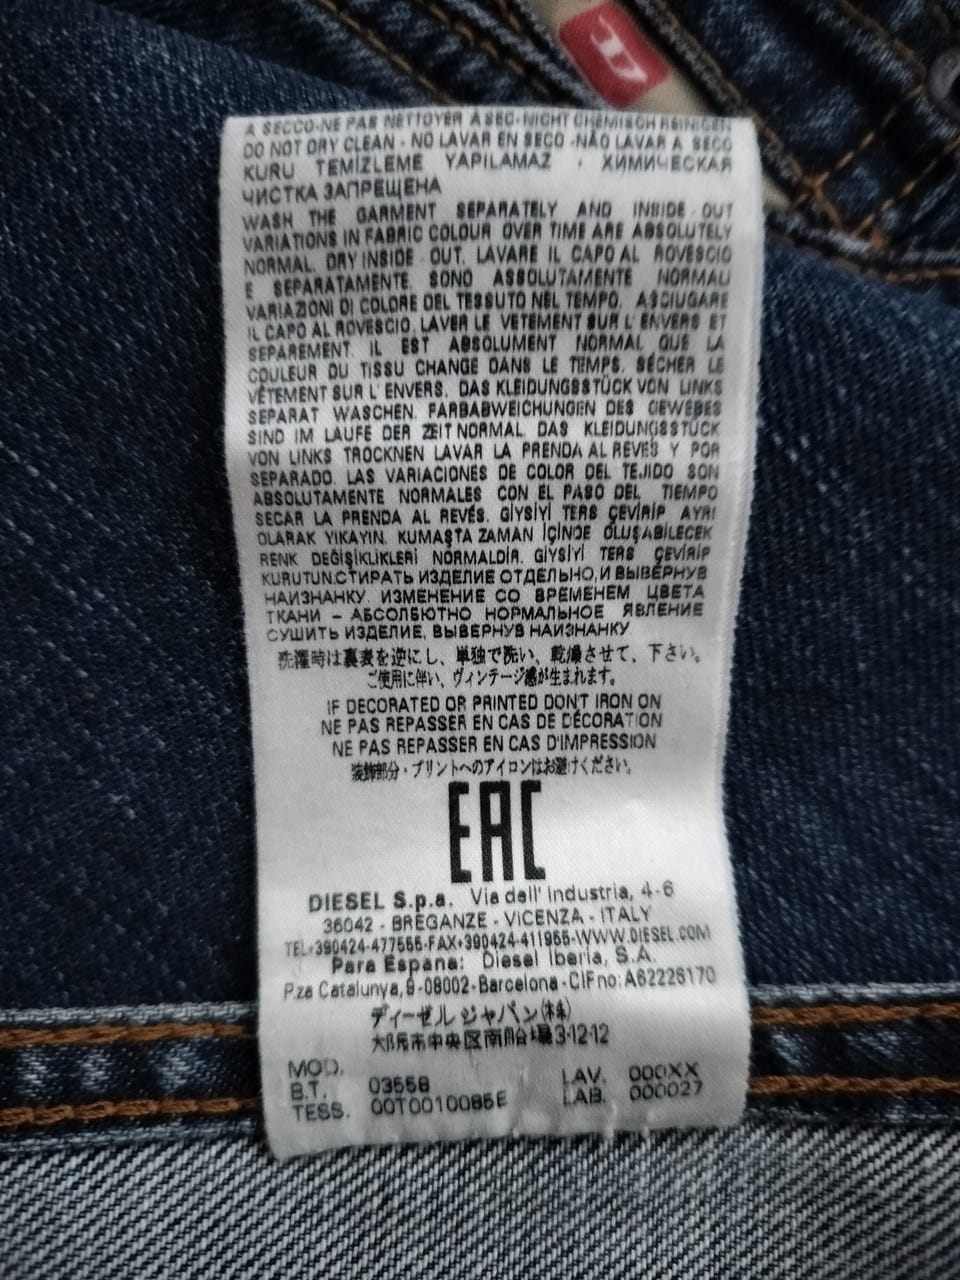 A SECCO-NE PAS NETTOYER A SEC-NICHT CHEMISCH REINIGEN
DO NOT DRY CLEAN - NO LAVAR EN SECO -NÃO LAVAR A SECO
KURU TEMIZLEME YAPILAMAZ · ХИМИЧЕСКАЯ
ЧИСТКА ЗАПРЕЩЕНА
WASH THE GARMENT SEPARATELY AND INSIDE-OUT
VARIATIONS IN FABRIC COLOUR OVER TIME ARE ABSOLUTELY
NORMAL. DRY INSIDE-OUT. LAVARE IL CAPO AL ROVESCIO
E SEPARATAMENTE. SONO ASSOLUTAMENTE NORMALI
VARIAZIONI DI COLORE DEL TESSUTO NEL TEMPO. ASCIUGARE
IL CAPO AL ROVESCIO. LAVER LE VETEMENT SUR L'ENVERS ET
SEPAREMENT. IL EST ABSOLUMENT NORMAL QUE LA
COULEUR DU TISSU CHANGE DANS LE TEMPS. SÉCHER LE
VÊTEMENT SUR L'ENVERS. DAS KLEIDUNGSSTÜCK VON LINKS
SEPARAT WASCHEN. FARBABWEICHUNGEN DES GEWEBES
SIND IM LAUFE DER ZEIT NORMAL. DAS KLEIDUNGSSTÜCK
VON LINKS TROCKNEN LAVAR LA PRENDA AL REVÉS Y POR
SEPARADO. LAS VARIACIONES DE COLOR DEL TEJIDO SON
ABSOLUTAMENTE NORMALES CON EL PASO DEL TIEMPO
SECAR LA PRENDA AL REVÉS. GİYSİYİ TERS ÇEVİRİP AYRI
OLARAK YIKAYIN. KUMAŞTA ZAMAN İÇİNDE OLUŞABİLECEK
RENK DEĞİŞİKLİKLERİ NORMALDİR. GİYSİYİ TERS ÇEVİRİP
KURUTUN.СТИРАТЬ ИЗДЕЛИЕ ОТДЕЛЬНО,И ВЫВЕРНУВ
НАИЗНАНКУ. ИЗМЕНЕНИЕ СО ВРЕМЕНЕМ ЦВЕТА
ТКАНИ – АБСОЛБЮТНО НОРМАЛЬНОЕ ЯВЛЕНИЕ
СУШИТЬ ИЗДЕЛИЕ, ВЫВЕРНУВ НАИЗНАНКУ.
洗濯時は裏表を逆にし、単独で洗い、乾燥させて、下さい。
ご使用に伴い、ヴィンテージ感が生まれます。
IF DECORATED OR PRINTED DON'T IRON ON
NE PAS REPASSER EN CAS DE DÉCORATION
NE PAS REPASSER EN CAS D'IMPRESSION
装飾部分・プリントへのアイロンはお避けください。
EAC
DIESEL S.p.a. Via dell' Industria, 4-6
36042 - BREGANZE - VICENZA - ITALY
TEL+390424-477555-FAX+390424-411955-WWW.DIESEL.COM
Para Espana: Diesel Iberia, S.A.
Pza Catalunya,9-08002-Barcelona-CIFno:A62226170
ディーゼルジャパン(株)
大阪市中央区南船場3-12-12
MOD.
B.T. 03558 LAV. 000XX
TESS. 00T0010085E LAB. 000027